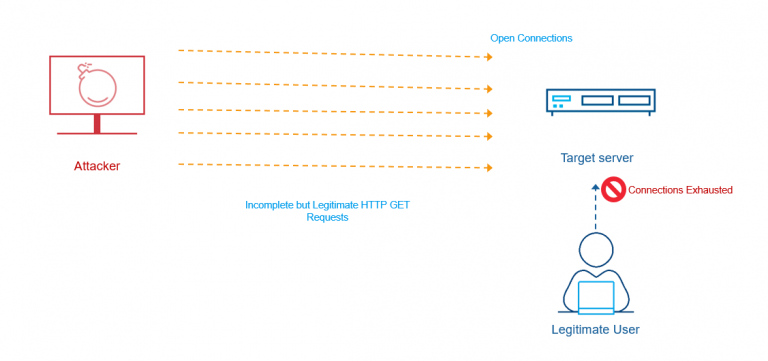 Open Connections
Attacker
Target server
Connections Exhausted
Incomplete but Legitimate HTTP GET
Requests
Legitimate User